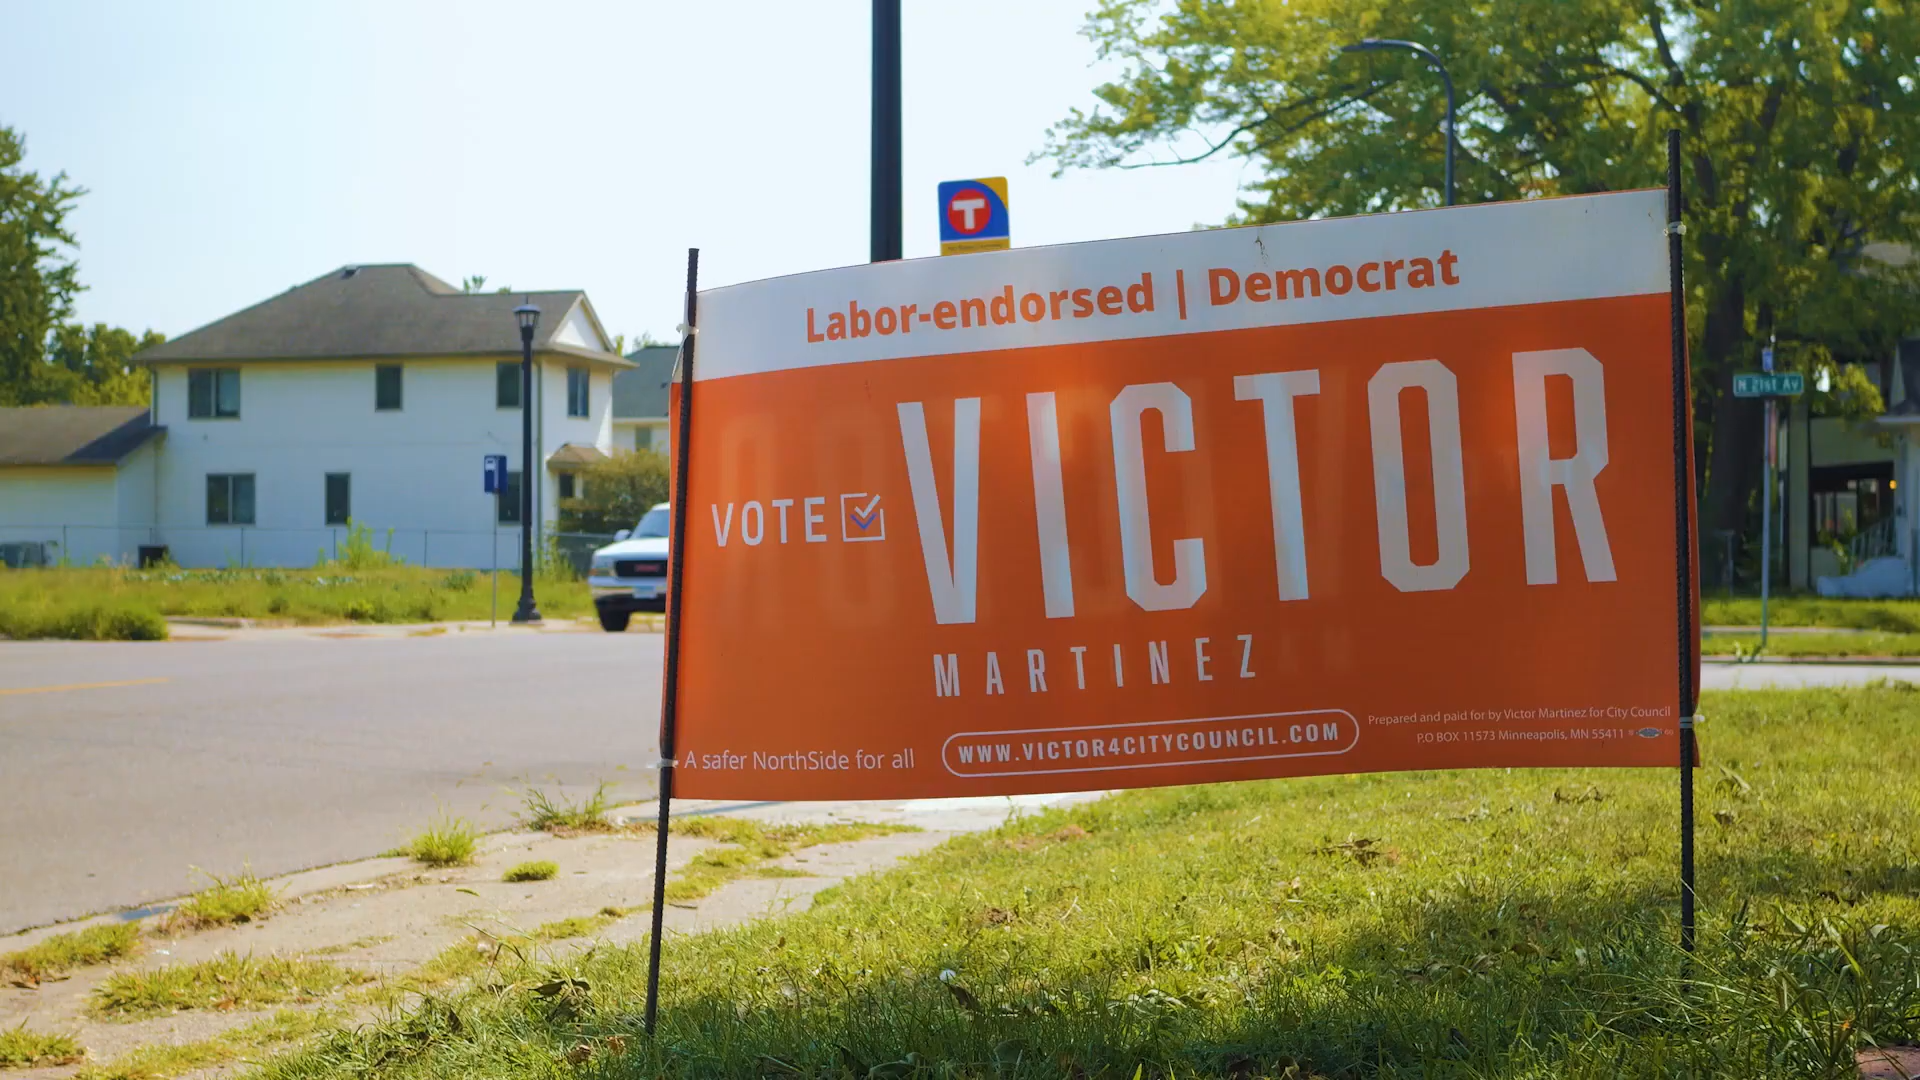 T
Labor-endorsed | Democrat
VOTE VICTOR
MARTINEZ
A safer NorthSide for all
WWW.VICTOR4CITYCOUNCIL.COM
Prepared and paid for by Victor Martinez for City Council
P.O BOX 11573 Minneapolis, MN 55411
N 21st Av